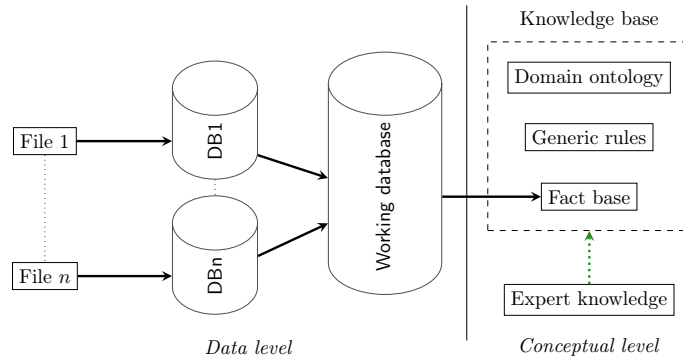 Knowledge base
Domain ontology
File 1
DB1
Generic rules
Working database
Fact base
File n
DBn
Expert knowledge
Data level
Conceptual level